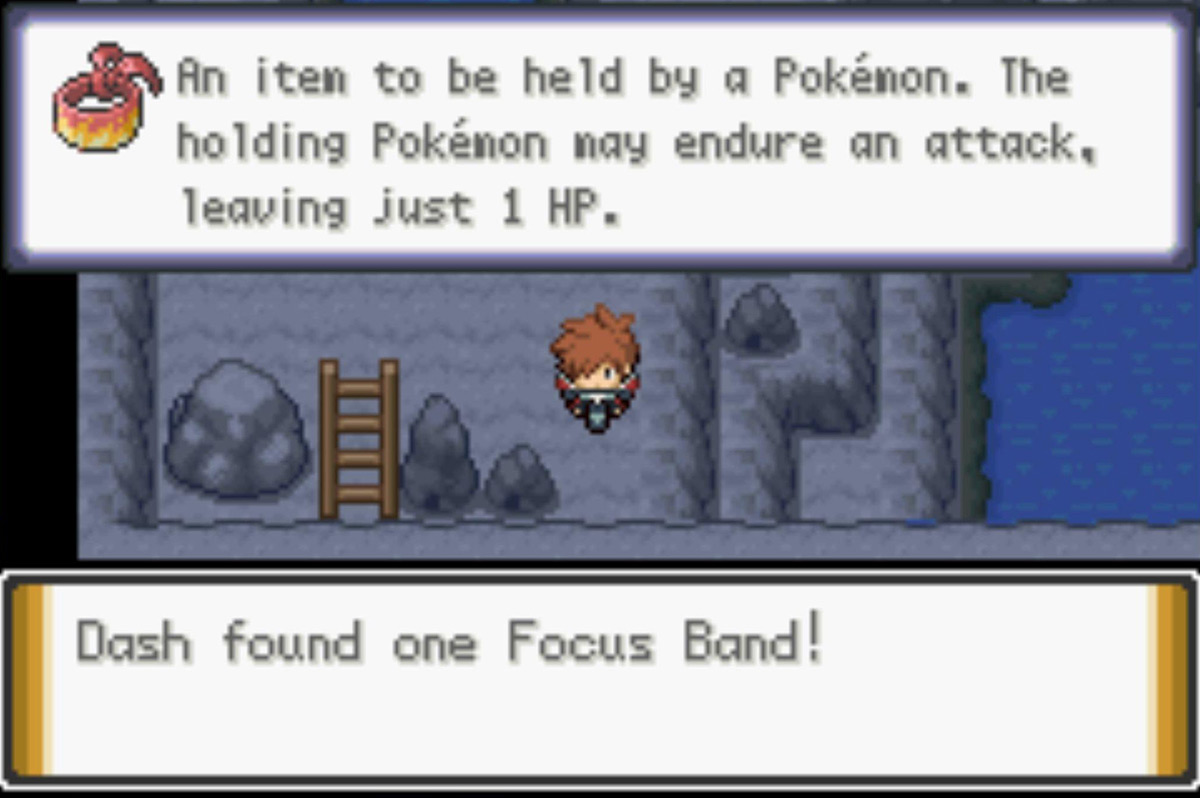 An item to be held by a Pokémon. The
holding Pokémon may endure an attack,
leaving just 1 HP.
Dash found one Focus Band!